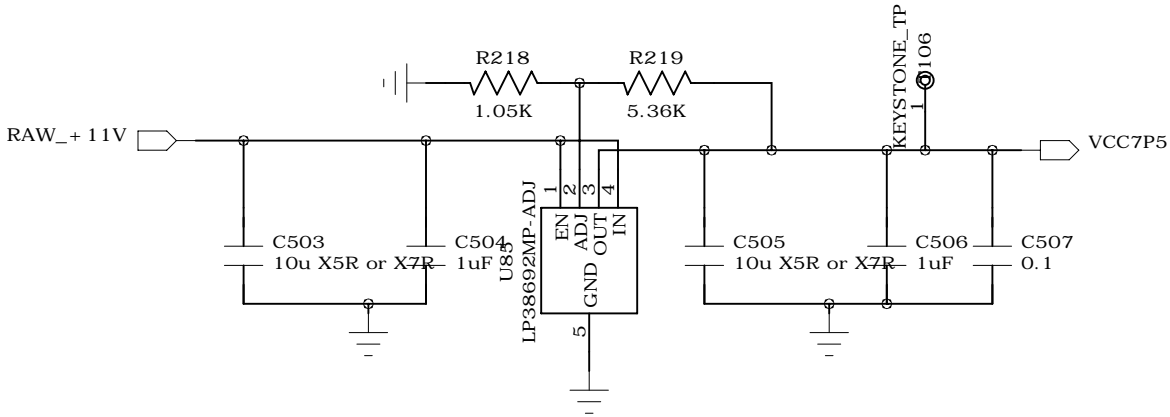 R218
R219
1.05K
5.36K
KEYSTONE_TP
1
RAW_+ 11V
VCC7P5
1
2
3
4
EN
ADJ
OUT
IN
GND
5
U85
LP38692MP-ADJ
C503
10u X5R or X7R
C504
1uF
C505
10u X5R or X7R
C506
1uF
C507
0.1